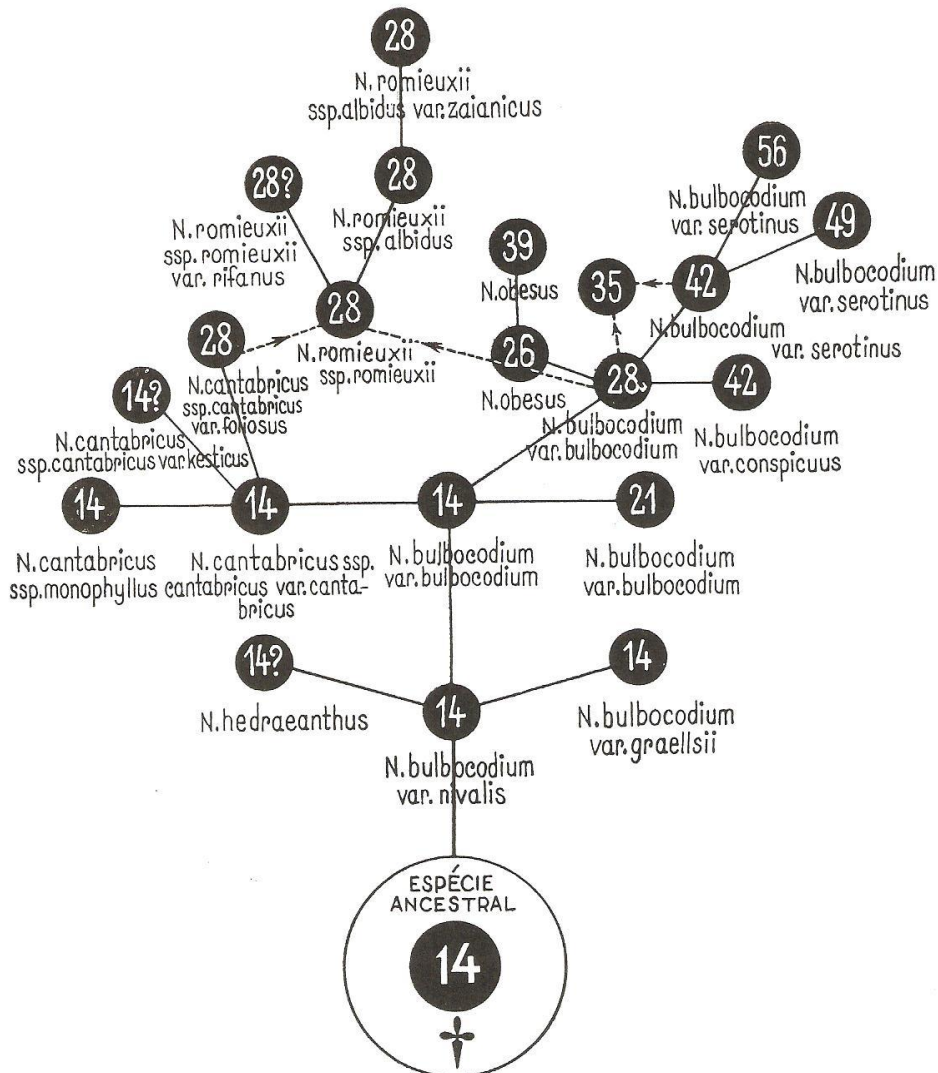 28
N. romieuxii
ssp. albidus var. zaianicus
56
28?
28
N. bulbocodium
var. serotinus
N. romieuxii
ssp. romieuxii
var. rifanus
N. romieuxii
ssp. albidus
39
49
N. obesus
35
42
N. bulbocodium
var. serotinus
28
28
N. bulbocodium
var. serotinus
N. romieuxii
ssp. romieuxii
26
N. obesus
14?
N. cantabricus
ssp. cantabricus
var. foliosus
28
42
N. cantabricus
ssp. cantabricus var. kesticus
N. bulbocodium
var. bulbocodium
N. bulbocodium
var. conspicuus
14
14
14
21
N. cantabricus
ssp. monophyllus
N. cantabricus ssp.
cantabricus var. canta-
bricus
N. bulbocodium
var. bulbocodium
N. bulbocodium
var. bulbocodium
14?
14
N. hedraeanthus
14
N. bulbocodium
var. graellsii
N. bulbocodium
var. nivalis
ESPÉCIE
ANCESTRAL
14